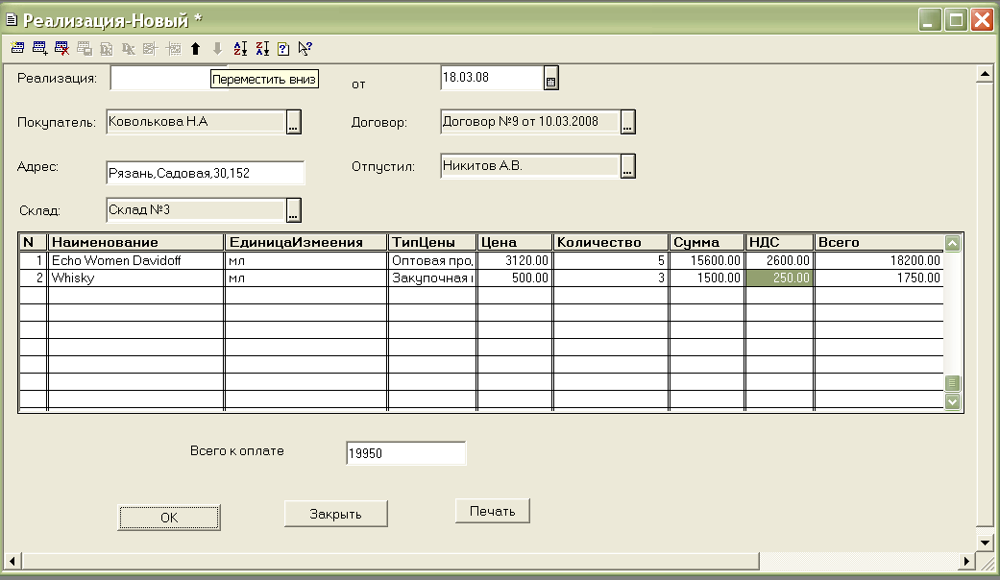 Реализация-Новый *
Реализация:
Переместить вниз
от
18.03.08
Покупатель: Коволькова Н.А ...
Договор: Договор №9 от 10.03.2008 ...
Адрес: Рязань,Садовая,30,152
Отпустил: Никитов А.В. ...
Склад: Склад №3 ...
N Наименование ЕдиницаИзмеения ТипЦены Цена Количество Сумма НДС Всего
1 Echo Women Davidoff мл Оптовая про, 3120.00 5 15600.00 2600.00 18200.00
2 Whisky мл Закупочная 500.00 3 1500.00 250.00 1750.00
Всего к оплате 19950
OK
Закрыть
Печать